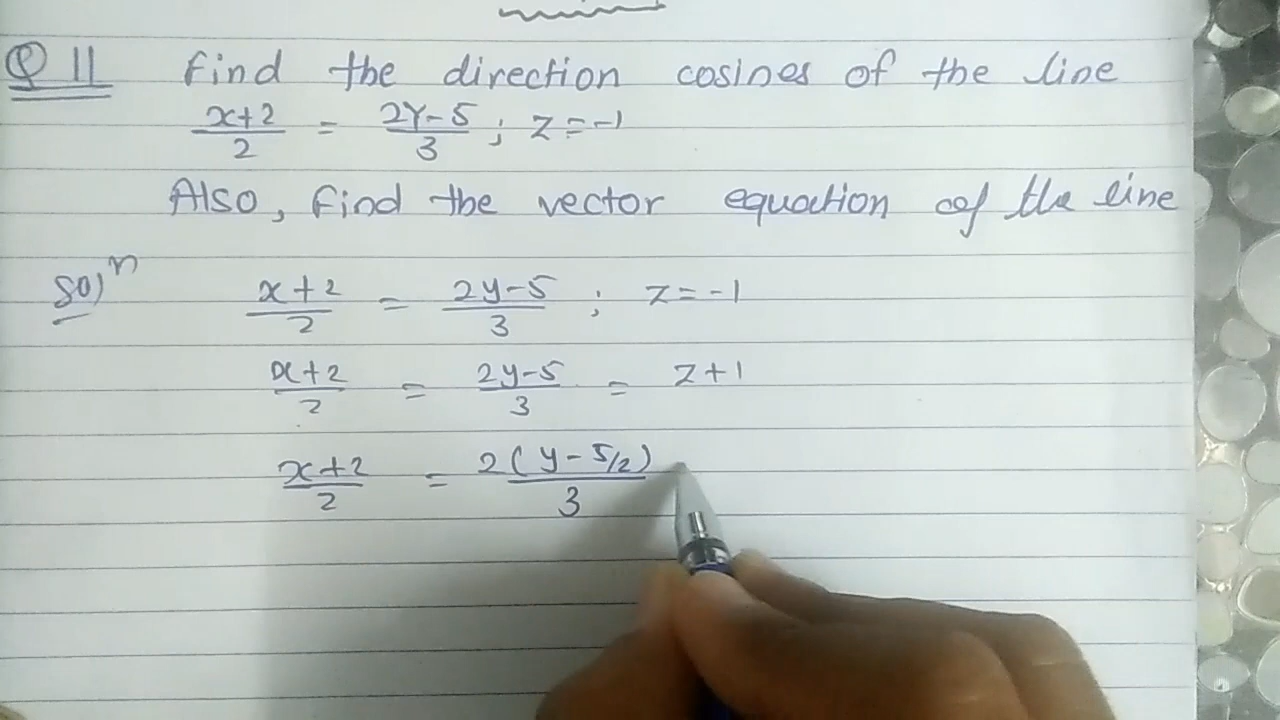 Q 11 Find the direction cosines of the line
x+2/2 = 2y-5/3 ; z=-1
Also, find the vector equation of the line
Solⁿ x+2/2 = 2y-5/3 ; z=-1
x+2/2 = 2y-5/3 = z+1
x+2/2 = 2(y-5/2)/3